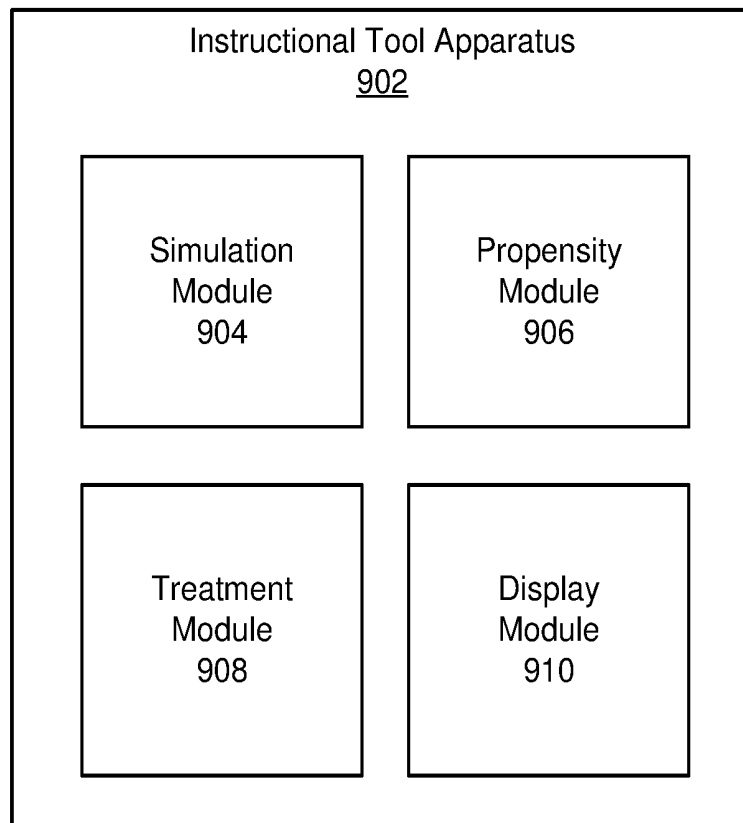 Instructional Tool Apparatus
902
Simulation
Module
904
Propensity
Module
906
Treatment
Module
908
Display
Module
910